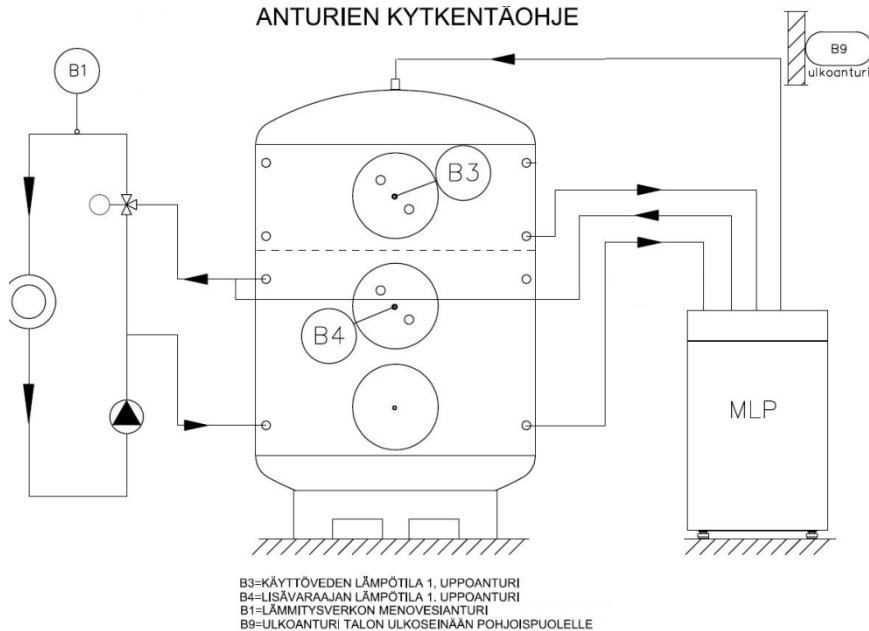 ANTURIEN KYTKENTÄOHJE
B1
B9
ulkoanturi
B3
B4
MLP
B3=KÄYTTÖVEDEN LÄMPÖTILA 1, UPPOANTURI
B4=LISÄVARAAJAN LÄMPÖTILA 1, UPPOANTURI
B1=LÄMMITYSVERKON MENOVESIANTURI
B9=ULKOANTURI TALON ULKOSEINÄÄN POHJOISPUOLELLE